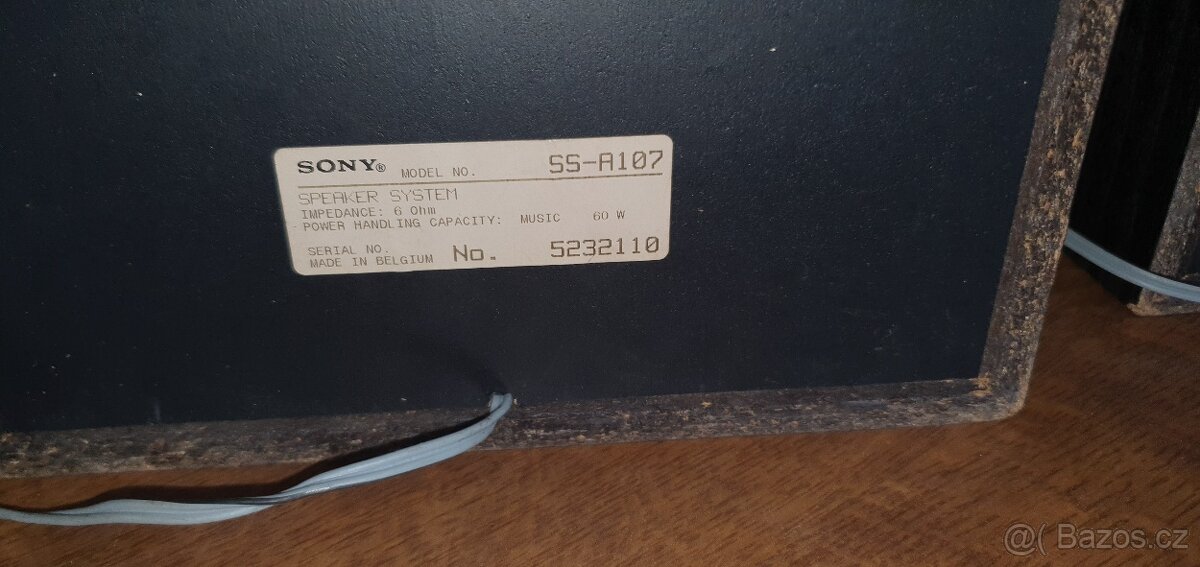 SONY® MODEL NO. SS-A107
SPEAKER SYSTEM
IMPEDANCE: 6 Ohm
POWER HANDLING CAPACITY: MUSIC 60 W
SERIAL NO.
MADE IN BELGIUM No. 5232110
@( Bazos.cz